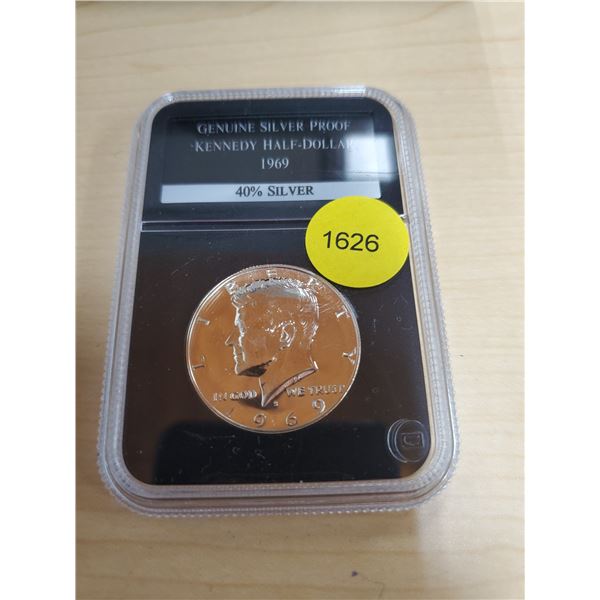 GENUINE SILVER PROOF
KENNEDY HALF-DOLLAR
1969
40% SILVER
1626
LIBERTY
IN GOD WE TRUST
S
1969